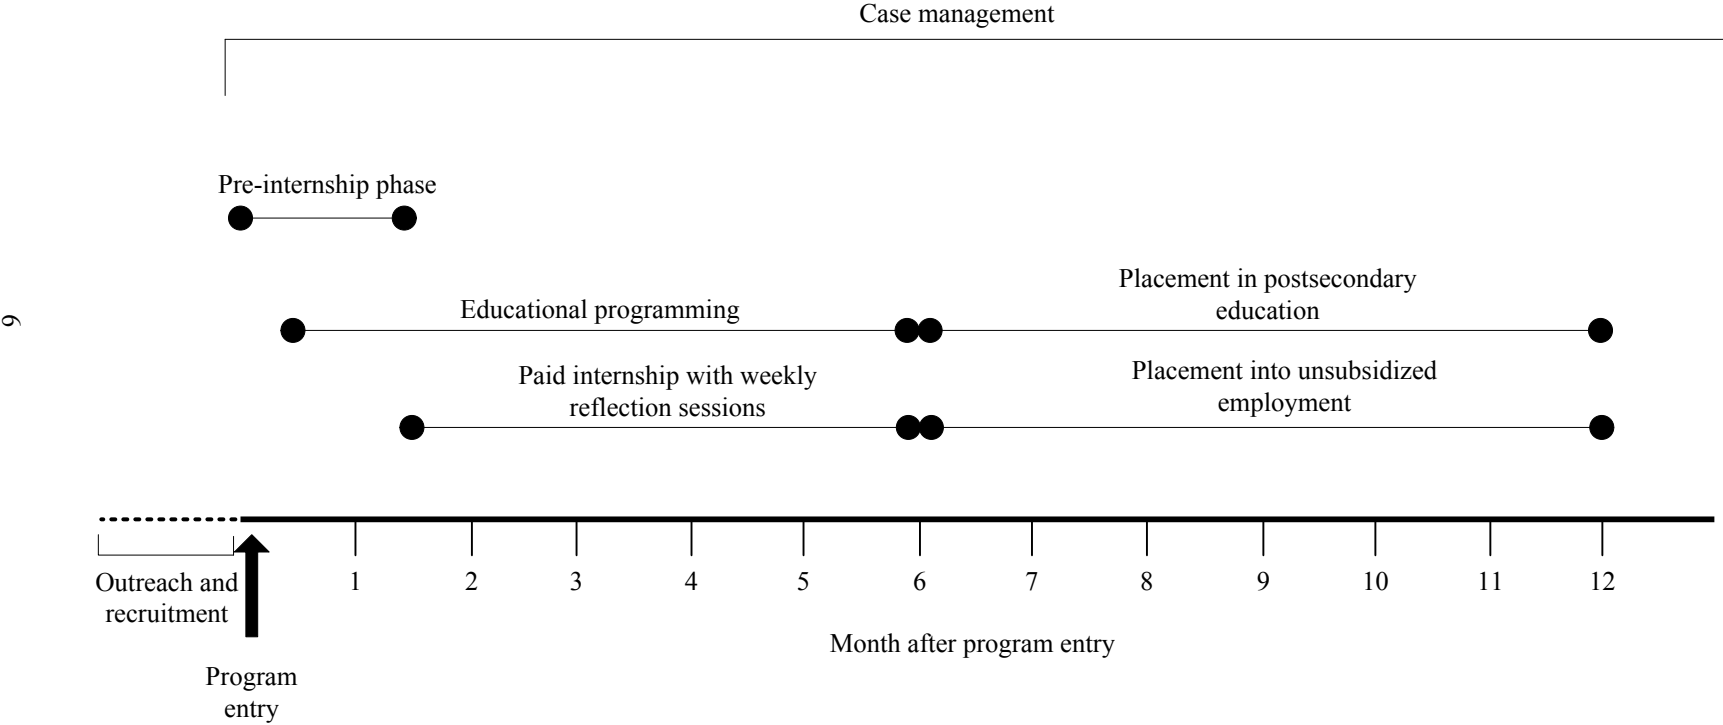 Case management
Pre-internship phase
Placement in postsecondary
education
Educational programming
Placement into unsubsidized
employment
Paid internship with weekly
reflection sessions
6
1 2 3 4 5 6 7 8 9 10 11 12
Outreach and
recruitment
Month after program entry
Program
entry